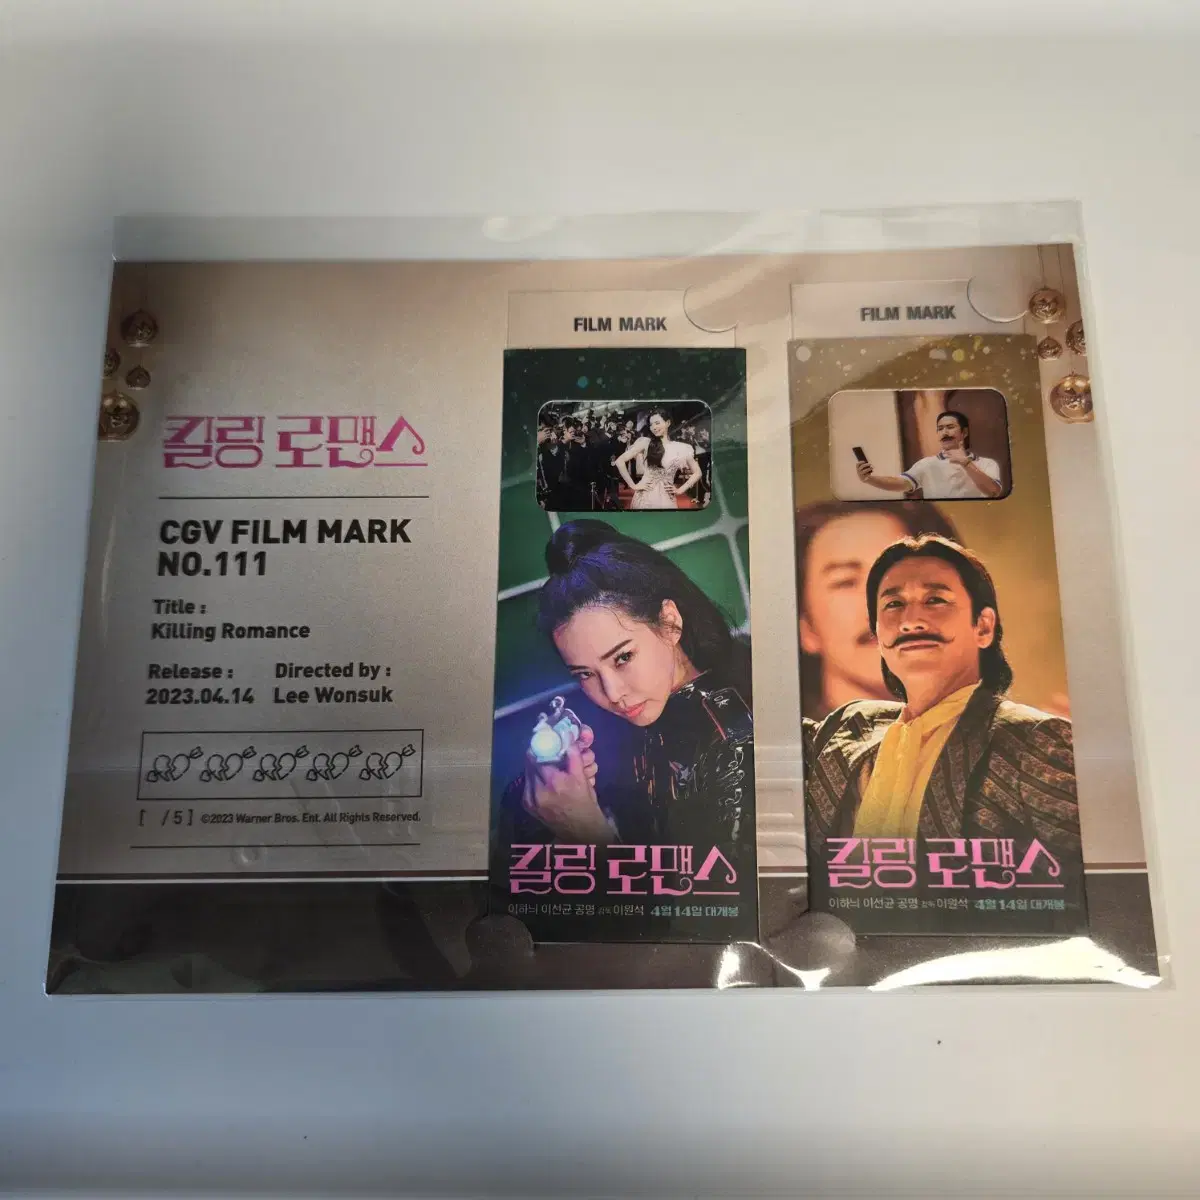 킬링 로맨스
CGV FILM MARK
NO.111
Title :
Killing Romance
Release :
2023.04.14
Directed by :
Lee Wonsuk
[ /5] ©2023 Warner Bros. Ent. All Rights Reserved.
FILM MARK
킬링 로맨스
이하늬 이선균 공명 감독 이원석 4월 14일 대개봉
FILM MARK
킬링 로맨스
이하늬 이선균 공명 감독 이원석 4월 14일 대개봉